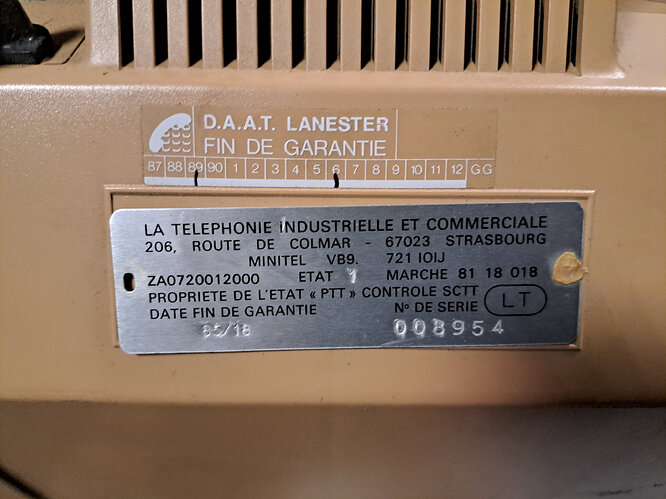 D.A.A.T. LANESTER
FIN DE GARANTIE
87 88 89 90 1 2 3 4 5 6 7 8 9 10 11 12 GG
LA TELEPHONIE INDUSTRIELLE ET COMMERCIALE
206, ROUTE DE COLMAR - 67023 STRASBOURG
MINITEL VB9. 721 IOIJ
ZA0720012000 ETAT 1 MARCHE 81 18 018
PROPRIETE DE L'ETAT « PTT » CONTROLE SCTT
DATE FIN DE GARANTIE Nº DE SERIE LT
85/18 008954